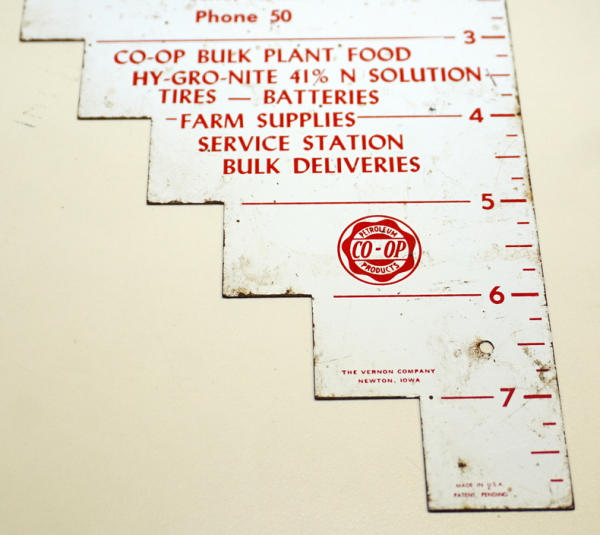 Phone 50
3
CO-OP BULK PLANT FOOD
HY-GRO-NITE 41% N SOLUTION
TIRES — BATTERIES
FARM SUPPLIES
4
SERVICE STATION
BULK DELIVERIES
5
PETROLEUM
CO-OP
PRODUCTS
6
THE VERNON COMPANY
NEWTON, IOWA
7
MADE IN U.S.A.
PATENT PENDING